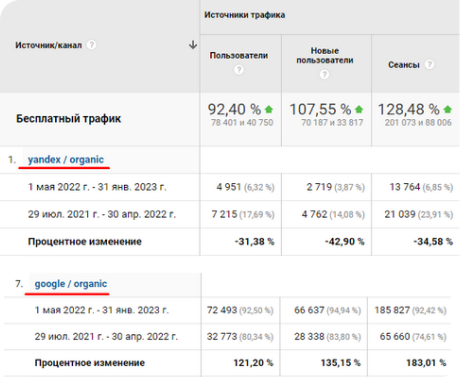 Источники трафика
Источник/канал ? Пользователи ? Новые пользователи ? Сеансы ?
Бесплатный трафик 92,40 % 107,55 % 128,48 %
78 401 и 40 750 70 187 и 33 817 201 073 и 88 006
1. yandex / organic
1 мая 2022 г. - 31 янв. 2023 г. 4 951 (6,32 %) 2 719 (3,87 %) 13 764 (6,85 %)
29 июл. 2021 г. - 30 апр. 2022 г. 7 215 (17,69 %) 4 762 (14,08 %) 21 039 (23,91 %)
Процентное изменение -31,38 % -42,90 % -34,58 %
7. google / organic
1 мая 2022 г. - 31 янв. 2023 г. 72 493 (92,50 %) 66 637 (94,94 %) 185 827 (92,42 %)
29 июл. 2021 г. - 30 апр. 2022 г. 32 773 (80,34 %) 28 338 (83,80 %) 65 660 (74,61 %)
Процентное изменение 121,20 % 135,15 % 183,01 %